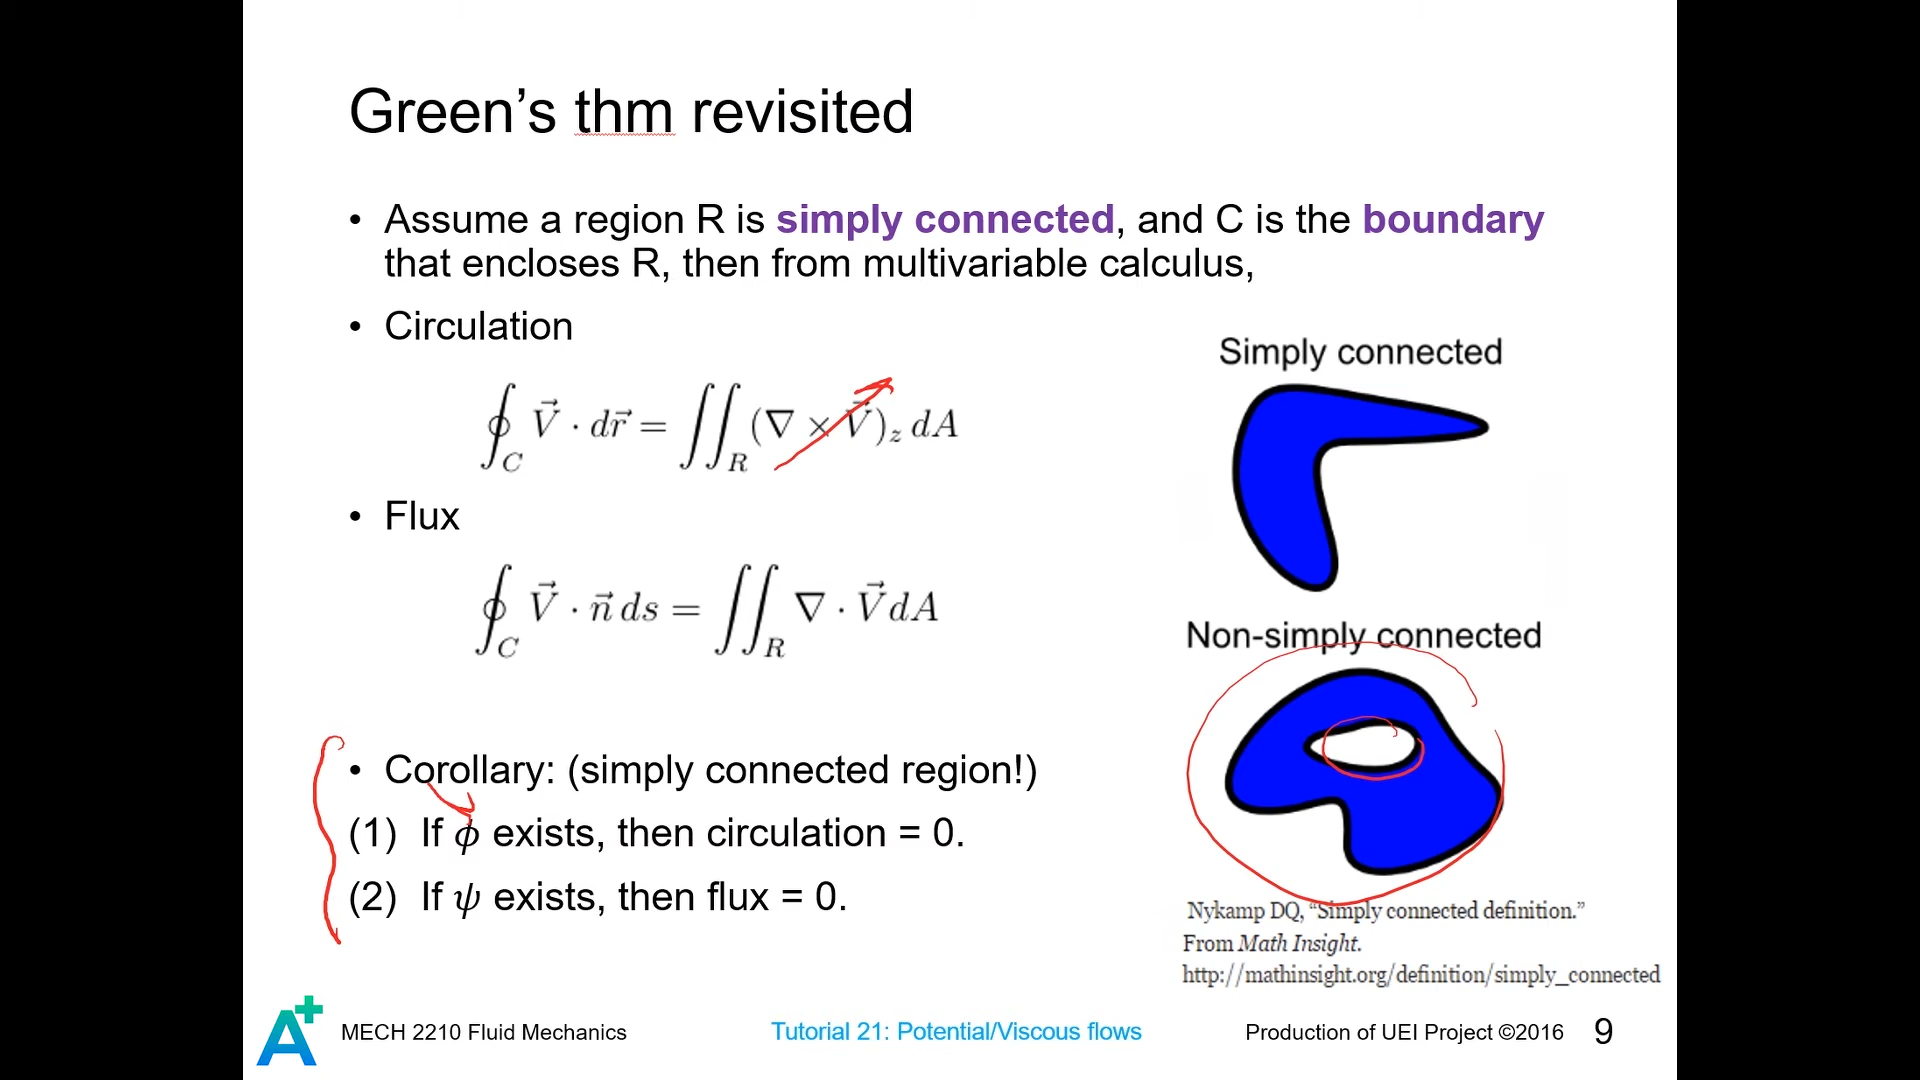 Green’s thm revisited
• Assume a region R is simply connected, and C is the boundary
that encloses R, then from multivariable calculus,
• Circulation
∮_C V⃗ · dr⃗ = ∬_R (∇ × V⃗)_z dA
• Flux
∮_C V⃗ · n⃗ ds = ∬_R ∇ · V⃗ dA
• Corollary: (simply connected region!)
(1) If ϕ exists, then circulation = 0.
(2) If ψ exists, then flux = 0.
Simply connected
Non-simply connected
Nykamp DQ, “Simply connected definition.”
From Math Insight.
http://mathinsight.org/definition/simply_connected
A+ MECH 2210 Fluid Mechanics
Tutorial 21: Potential/Viscous flows
Production of UEI Project ©2016 9